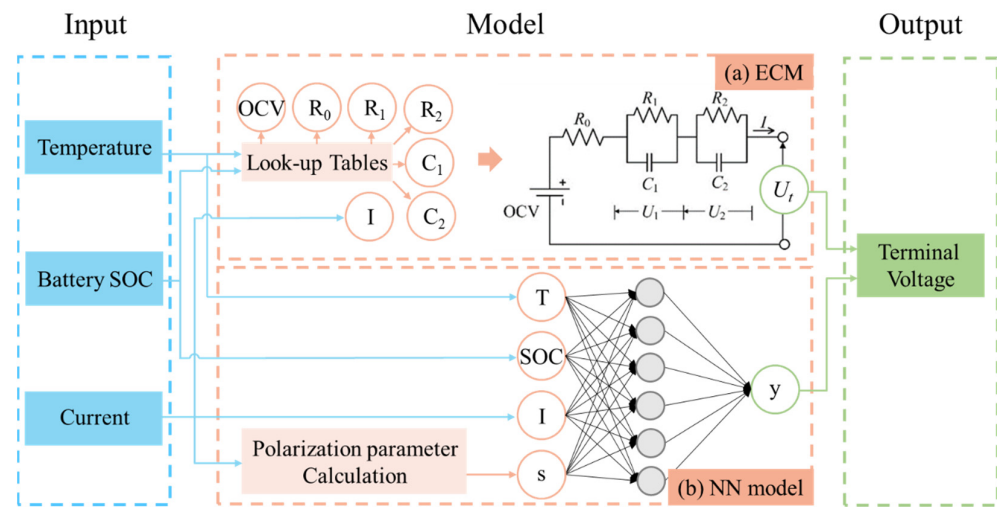 Input
Model
Output
(a) ECM
OCV
R0
R1
R2
Temperature
Look-up Tables
C1
I
C2
R0
R1
R2
I
C1
C2
+
-
OCV
U1
U2
Ut
Battery SOC
Terminal
Voltage
T
SOC
Current
I
y
Polarization parameter
Calculation
s
(b) NN model